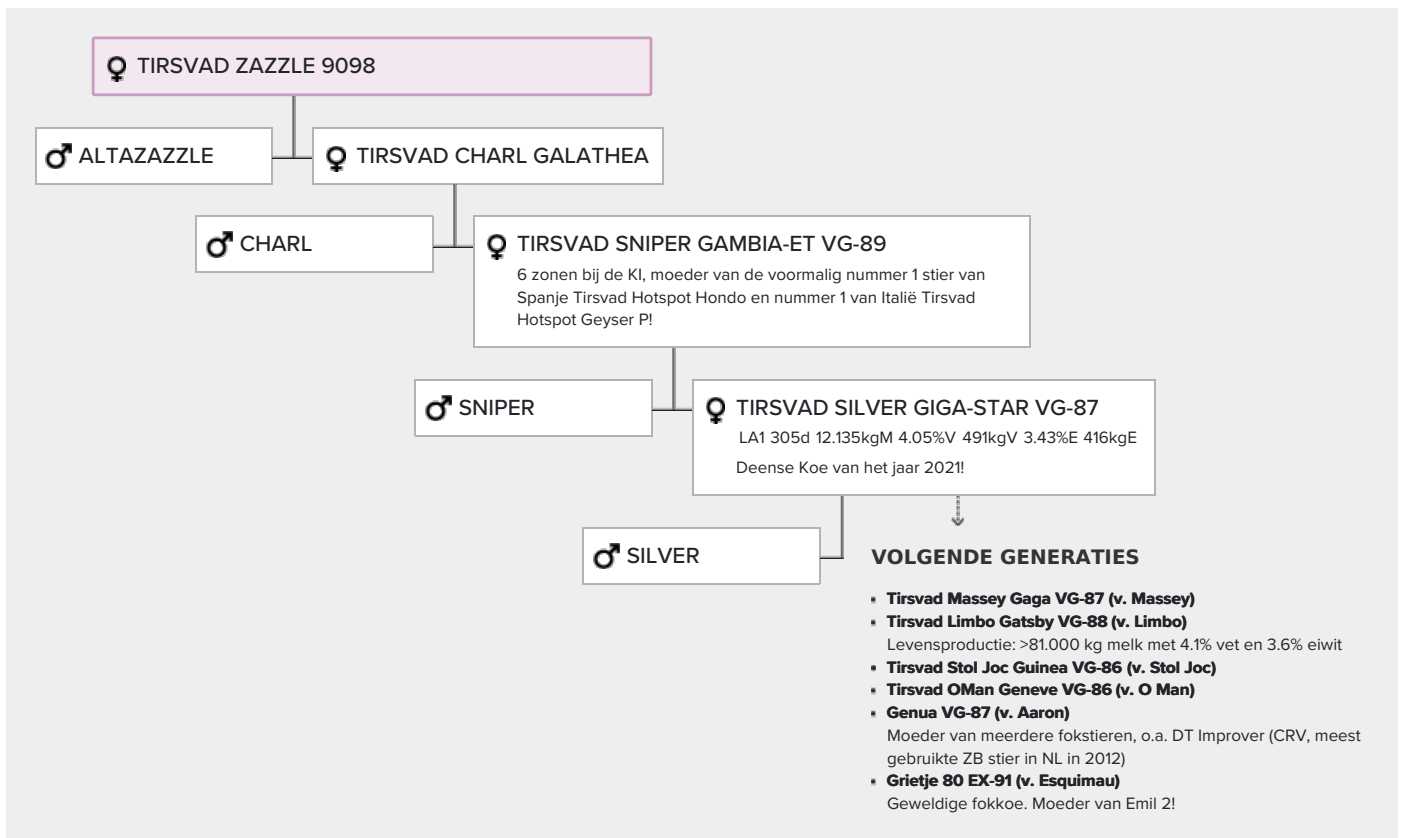 TIRSVAD ZAZZLE 9098
ALTAZAZZLE
TIRSVAD CHARL GALATHEA
CHARL
TIRSVAD SNIPER GAMBIA-ET VG-89
6 zonen bij de KI, moeder van de voormalig nummer 1 stier van
Spanje Tirsvad Hotspot Hondo en nummer 1 van Italië Tirsvad
Hotspot Geyser P!
SNIPER
TIRSVAD SILVER GIGA-STAR VG-87
LA1 305d 12.135kgM 4.05%V 491kgV 3.43%E 416kgE
Deense Koe van het jaar 2021!
SILVER
VOLGENDE GENERATIES
Tirsvad Massey Gaga VG-87 (v. Massey)
Tirsvad Limbo Gatsby VG-88 (v. Limbo)
Levensproductie: >81.000 kg melk met 4.1% vet en 3.6% eiwit
Tirsvad Stol Joc Guinea VG-86 (v. Stol Joc)
Tirsvad OMan Geneve VG-86 (v. O Man)
Genua VG-87 (v. Aaron)
Moeder van meerdere fokstieren, o.a. DT Improver (CRV, meest
gebruikte ZB stier in NL in 2012)
Grietje 80 EX-91 (v. Esquimau)
Geweldige fokkoe. Moeder van Emil 2!